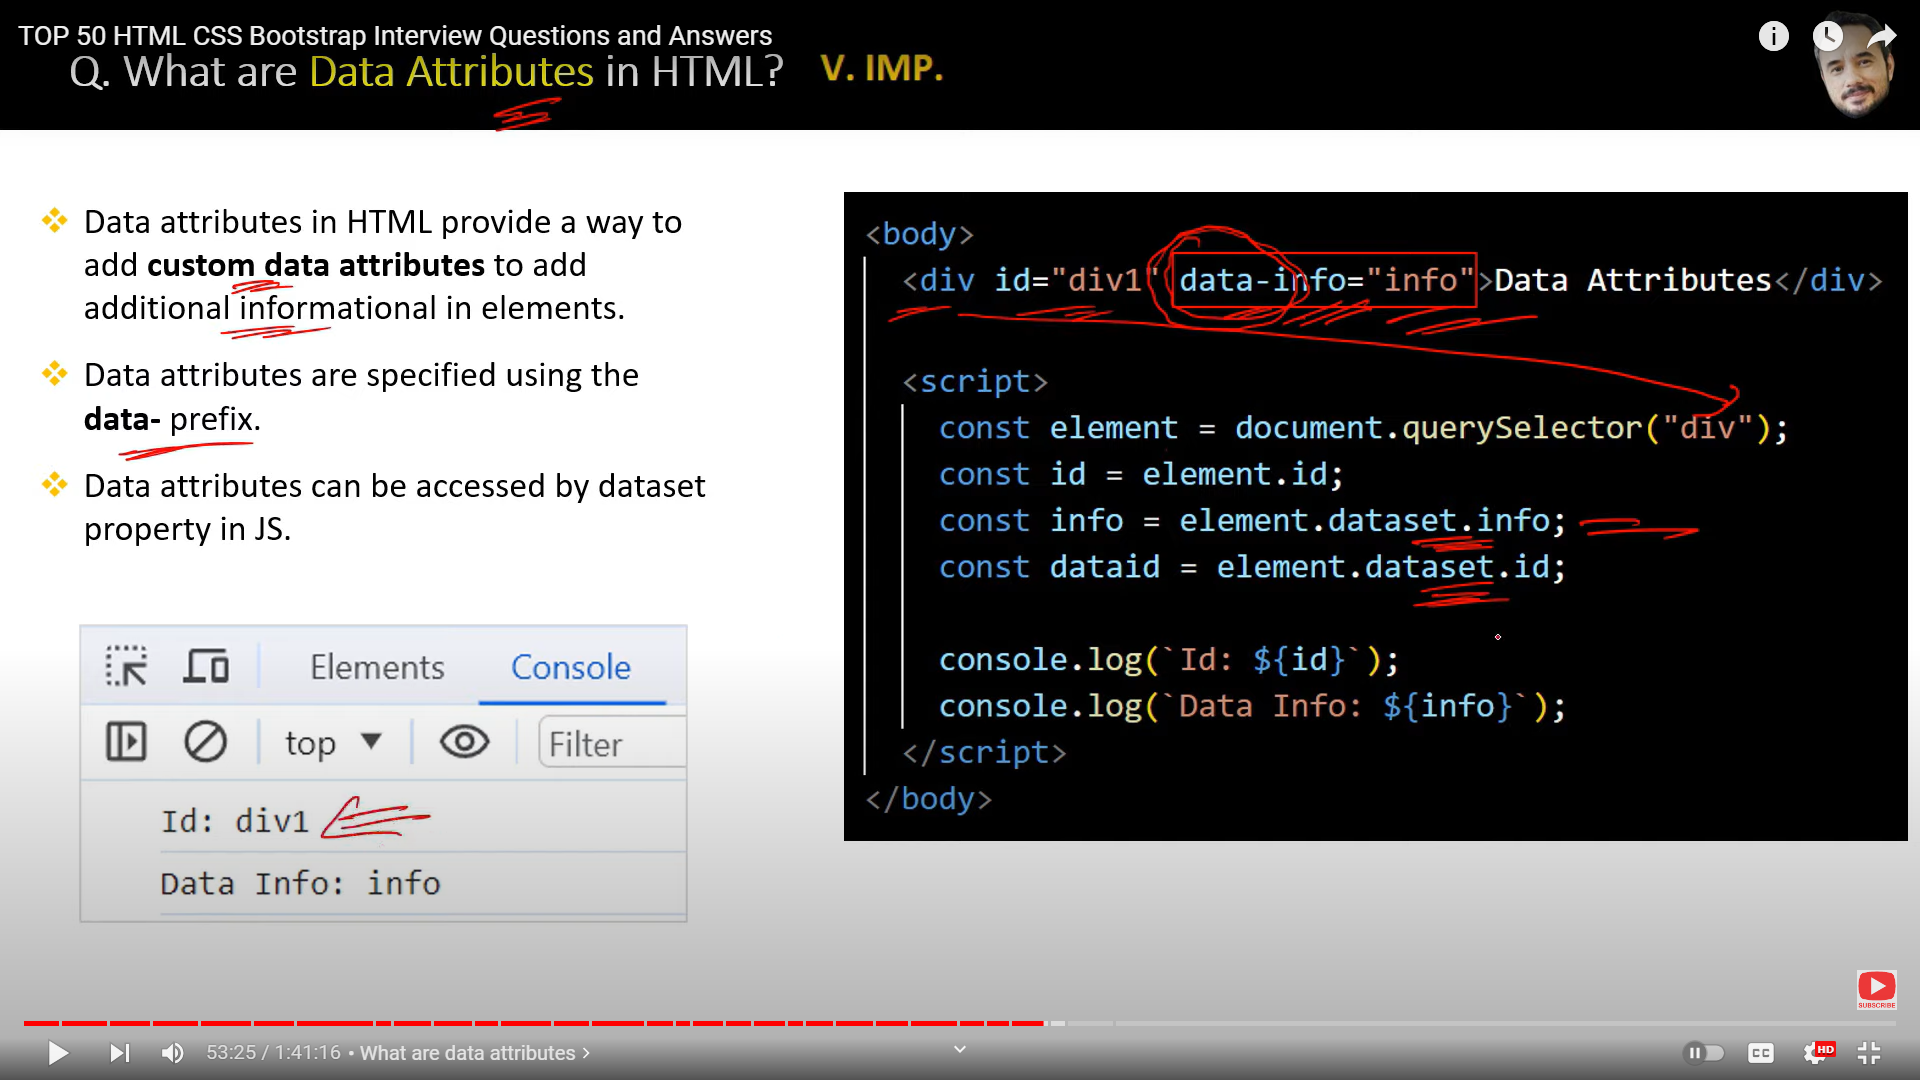 TOP 50 HTML CSS Bootstrap Interview Questions and Answers
Q. What are Data Attributes in HTML? V. IMP.
Data attributes in HTML provide a way to
add custom data attributes to add
additional informational in elements.
Data attributes are specified using the
data- prefix.
Data attributes can be accessed by dataset
property in JS.
<body>
<div id="div1" data-info="info">Data Attributes</div>
<script>
const element = document.querySelector("div");
const id = element.id;
const info = element.dataset.info;
const dataid = element.dataset.id;
console.log(`Id: ${id}`);
console.log(`Data Info: ${info}`);
</script>
</body>
Elements Console
top Filter
Id: div1
Data Info: info
SUBSCRIBE
53:25 / 1:41:16 • What are data attributes
CC HD